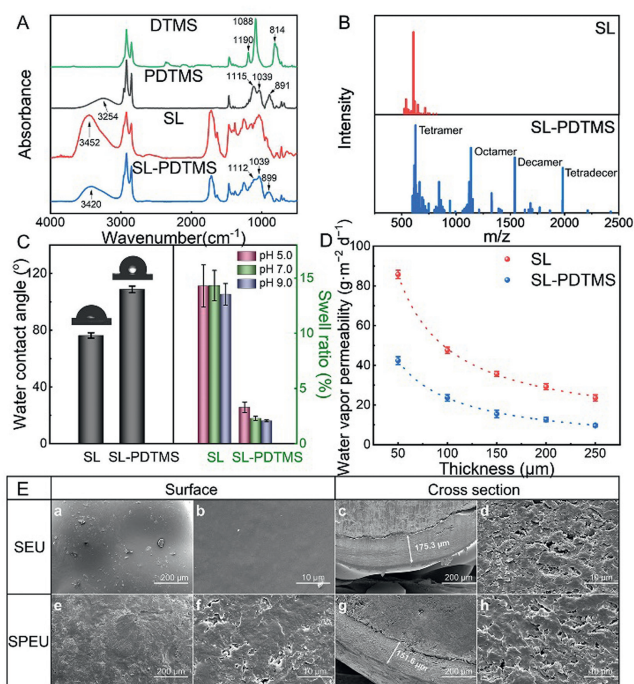 A
DTMS
1088
1190
814
PDTMS
1115
1039
891
3254
SL
3452
SL-PDTMS
1112
1039
899
3420
Absorbance
4000 3000 2000 1000
Wavenumber(cm⁻¹)
B
SL
SL-PDTMS
Tetramer
Octamer
Decamer
Tetradecer
Intensity
500 1000 1500 2000 2500
m/z
C
Water contact angle (°)
120
80
40
0
SL SL-PDTMS
pH 5.0
pH 7.0
pH 9.0
Swell ratio (%)
15
10
5
0
SL SL-PDTMS
D
Water vapor permeability (g·m⁻² d⁻¹)
100
80
60
40
20
0
SL
SL-PDTMS
50 100 150 200 250
Thickness (μm)
E Surface Cross section
SEU
a 200 μm
b 10 μm
c 175.3 μm 200 μm
d 10 μm
SPEU
e 200 μm
f 10 μm
g 151.6 μm 200 μm
h 10 μm